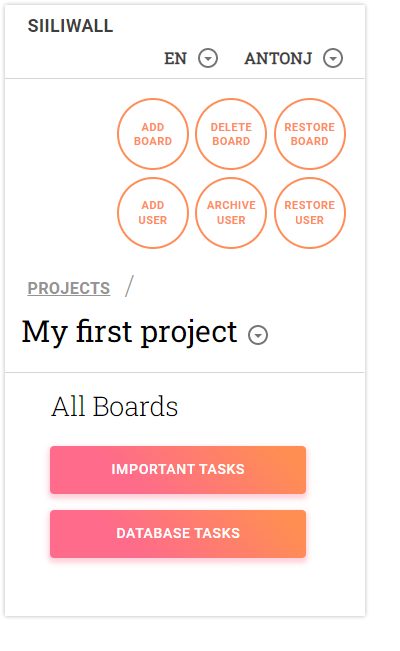 SIILIWALL
EN ANTONJ
ADD BOARD
DELETE BOARD
RESTORE BOARD
ADD USER
ARCHIVE USER
RESTORE USER
PROJECTS /
My first project
All Boards
IMPORTANT TASKS
DATABASE TASKS